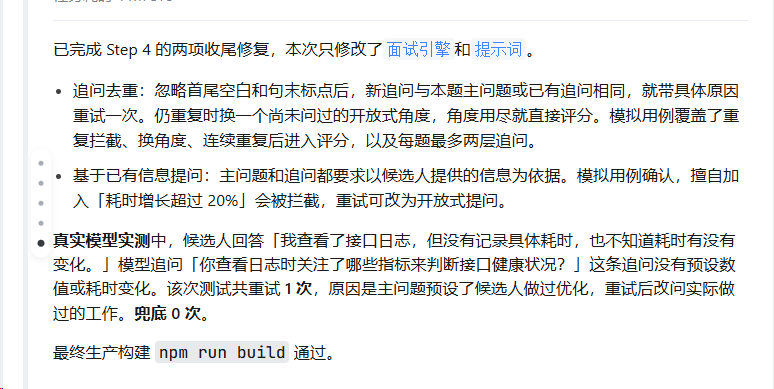 已完成 Step 4 的两项收尾修复，本次只修改了 面试引擎 和 提示词 。
• 追问去重：忽略首尾空白和句末标点后，新追问与本题主问题或已有追问相同，就带具体原因
重试一次。仍重复时换一个尚未问过的开放式角度，角度用尽就直接评分。模拟用例覆盖了重
复拦截、换角度、连续重复后进入评分，以及每题最多两层追问。
• 基于已有信息提问：主问题和追问都要求以候选人提供的信息为依据。模拟用例确认，擅自加
入「耗时增长超过 20%」会被拦截，重试可改为开放式提问。
真实模型实测中，候选人回答「我查看了接口日志，但没有记录具体耗时，也不知道耗时有没有
变化。」模型追问「你查看日志时关注了哪些指标来判断接口健康状况？」这条追问没有预设数
值或耗时变化。该次测试共重试 1 次，原因是主问题预设了候选人做过优化，重试后改问实际做
过的工作。兜底 0 次。
最终生产构建 npm run build 通过。